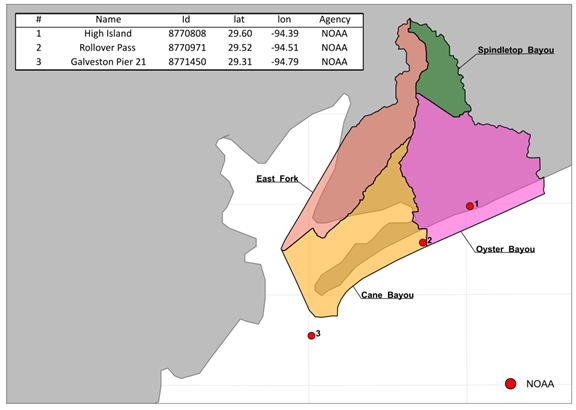 # Name Id lat lon Agency
1 High Island 8770808 29.60 -94.39 NOAA
2 Rollover Pass 8770971 29.52 -94.51 NOAA
3 Galveston Pier 21 8771450 29.31 -94.79 NOAA
Spindletop Bayou
East Fork
1
2
Oyster Bayou
Cane Bayou
3
NOAA